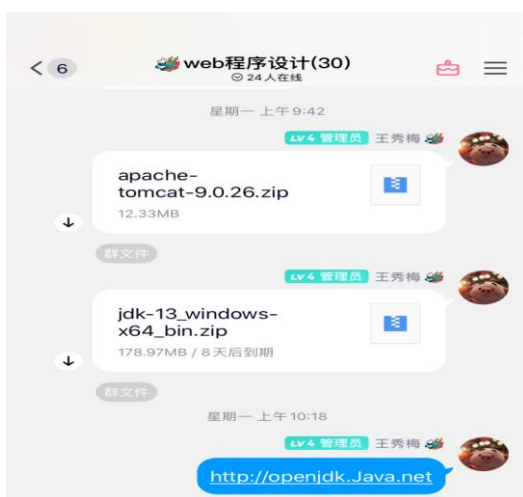 6
web程序设计(30)
24人在线
星期一 上午9:42
LV4 管理员 王秀梅
apache-
tomcat-9.0.26.zip
12.33MB
群文件
LV4 管理员 王秀梅
jdk-13_windows-
x64_bin.zip
178.97MB / 8天后到期
群文件
星期一 上午10:18
LV4 管理员 王秀梅
http://openjdk.Java.net